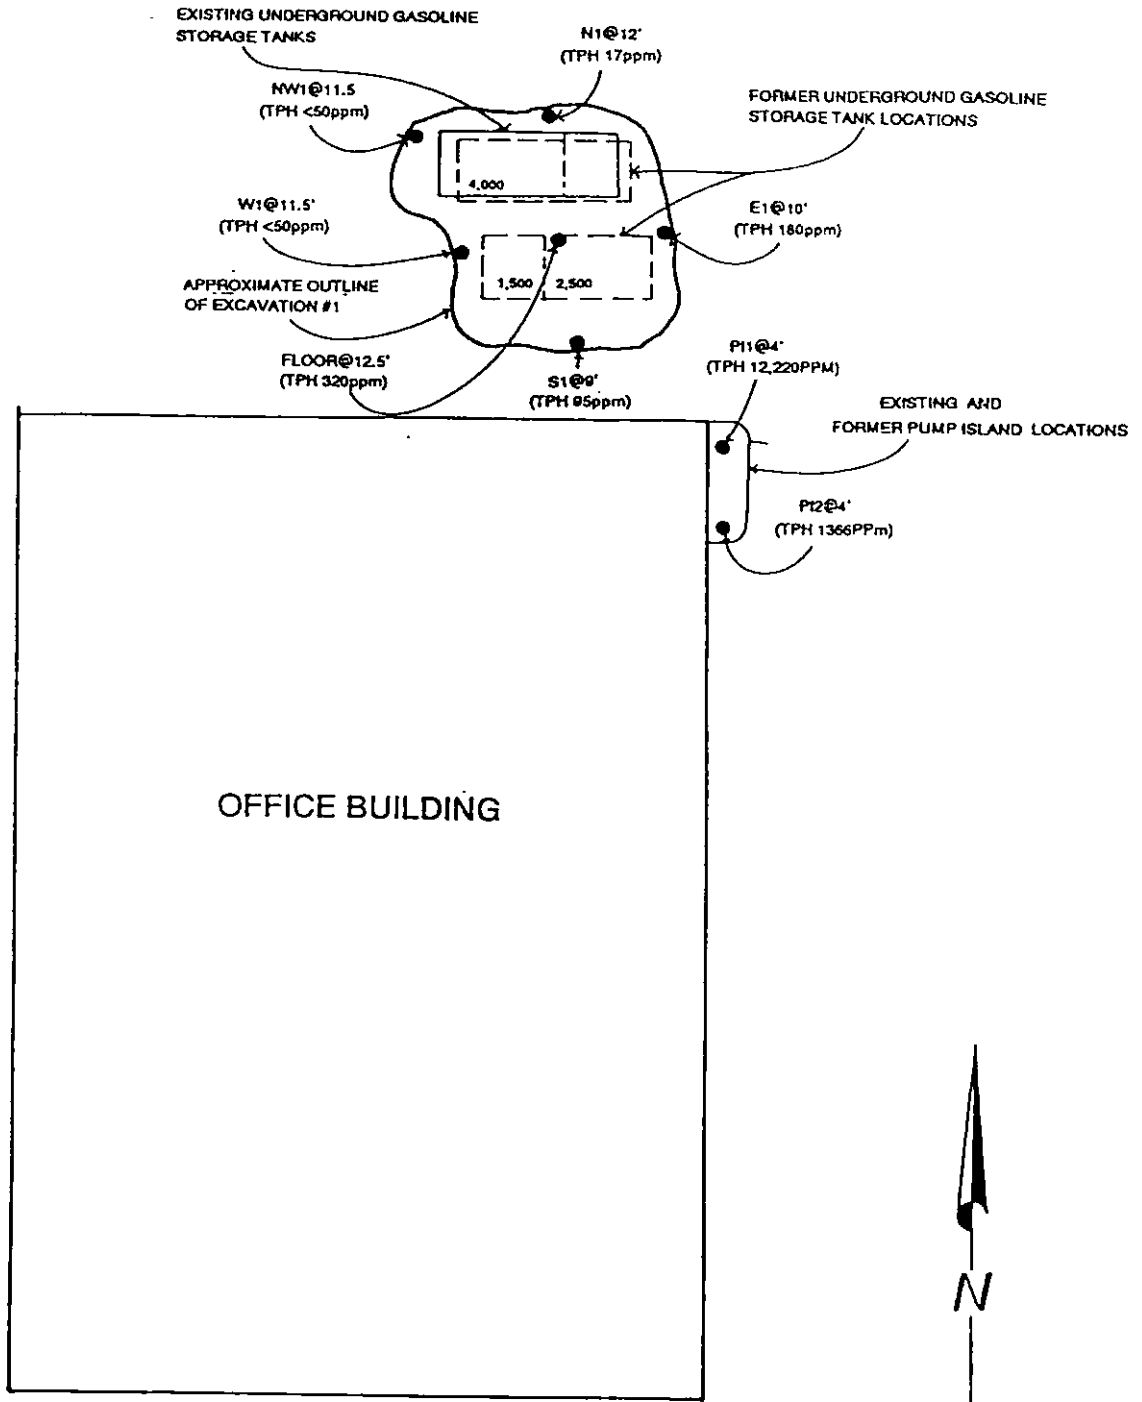 EXISTING UNDERGROUND GASOLINE
STORAGE TANKS
N1@12'
(TPH 17ppm)
NW1@11.5
(TPH <50ppm)
FORMER UNDERGROUND GASOLINE
STORAGE TANK LOCATIONS
4,000
W1@11.5'
(TPH <50ppm)
E1@10'
(TPH 180ppm)
1,500
2,500
APPROXIMATE OUTLINE
OF EXCAVATION #1
FLOOR@12.5'
(TPH 320ppm)
S1@9'
(TPH 95ppm)
PI1@4'
(TPH 12,220PPM)
EXISTING AND
FORMER PUMP ISLAND LOCATIONS
PI2@4'
(TPH 1366PPm)
OFFICE BUILDING
N